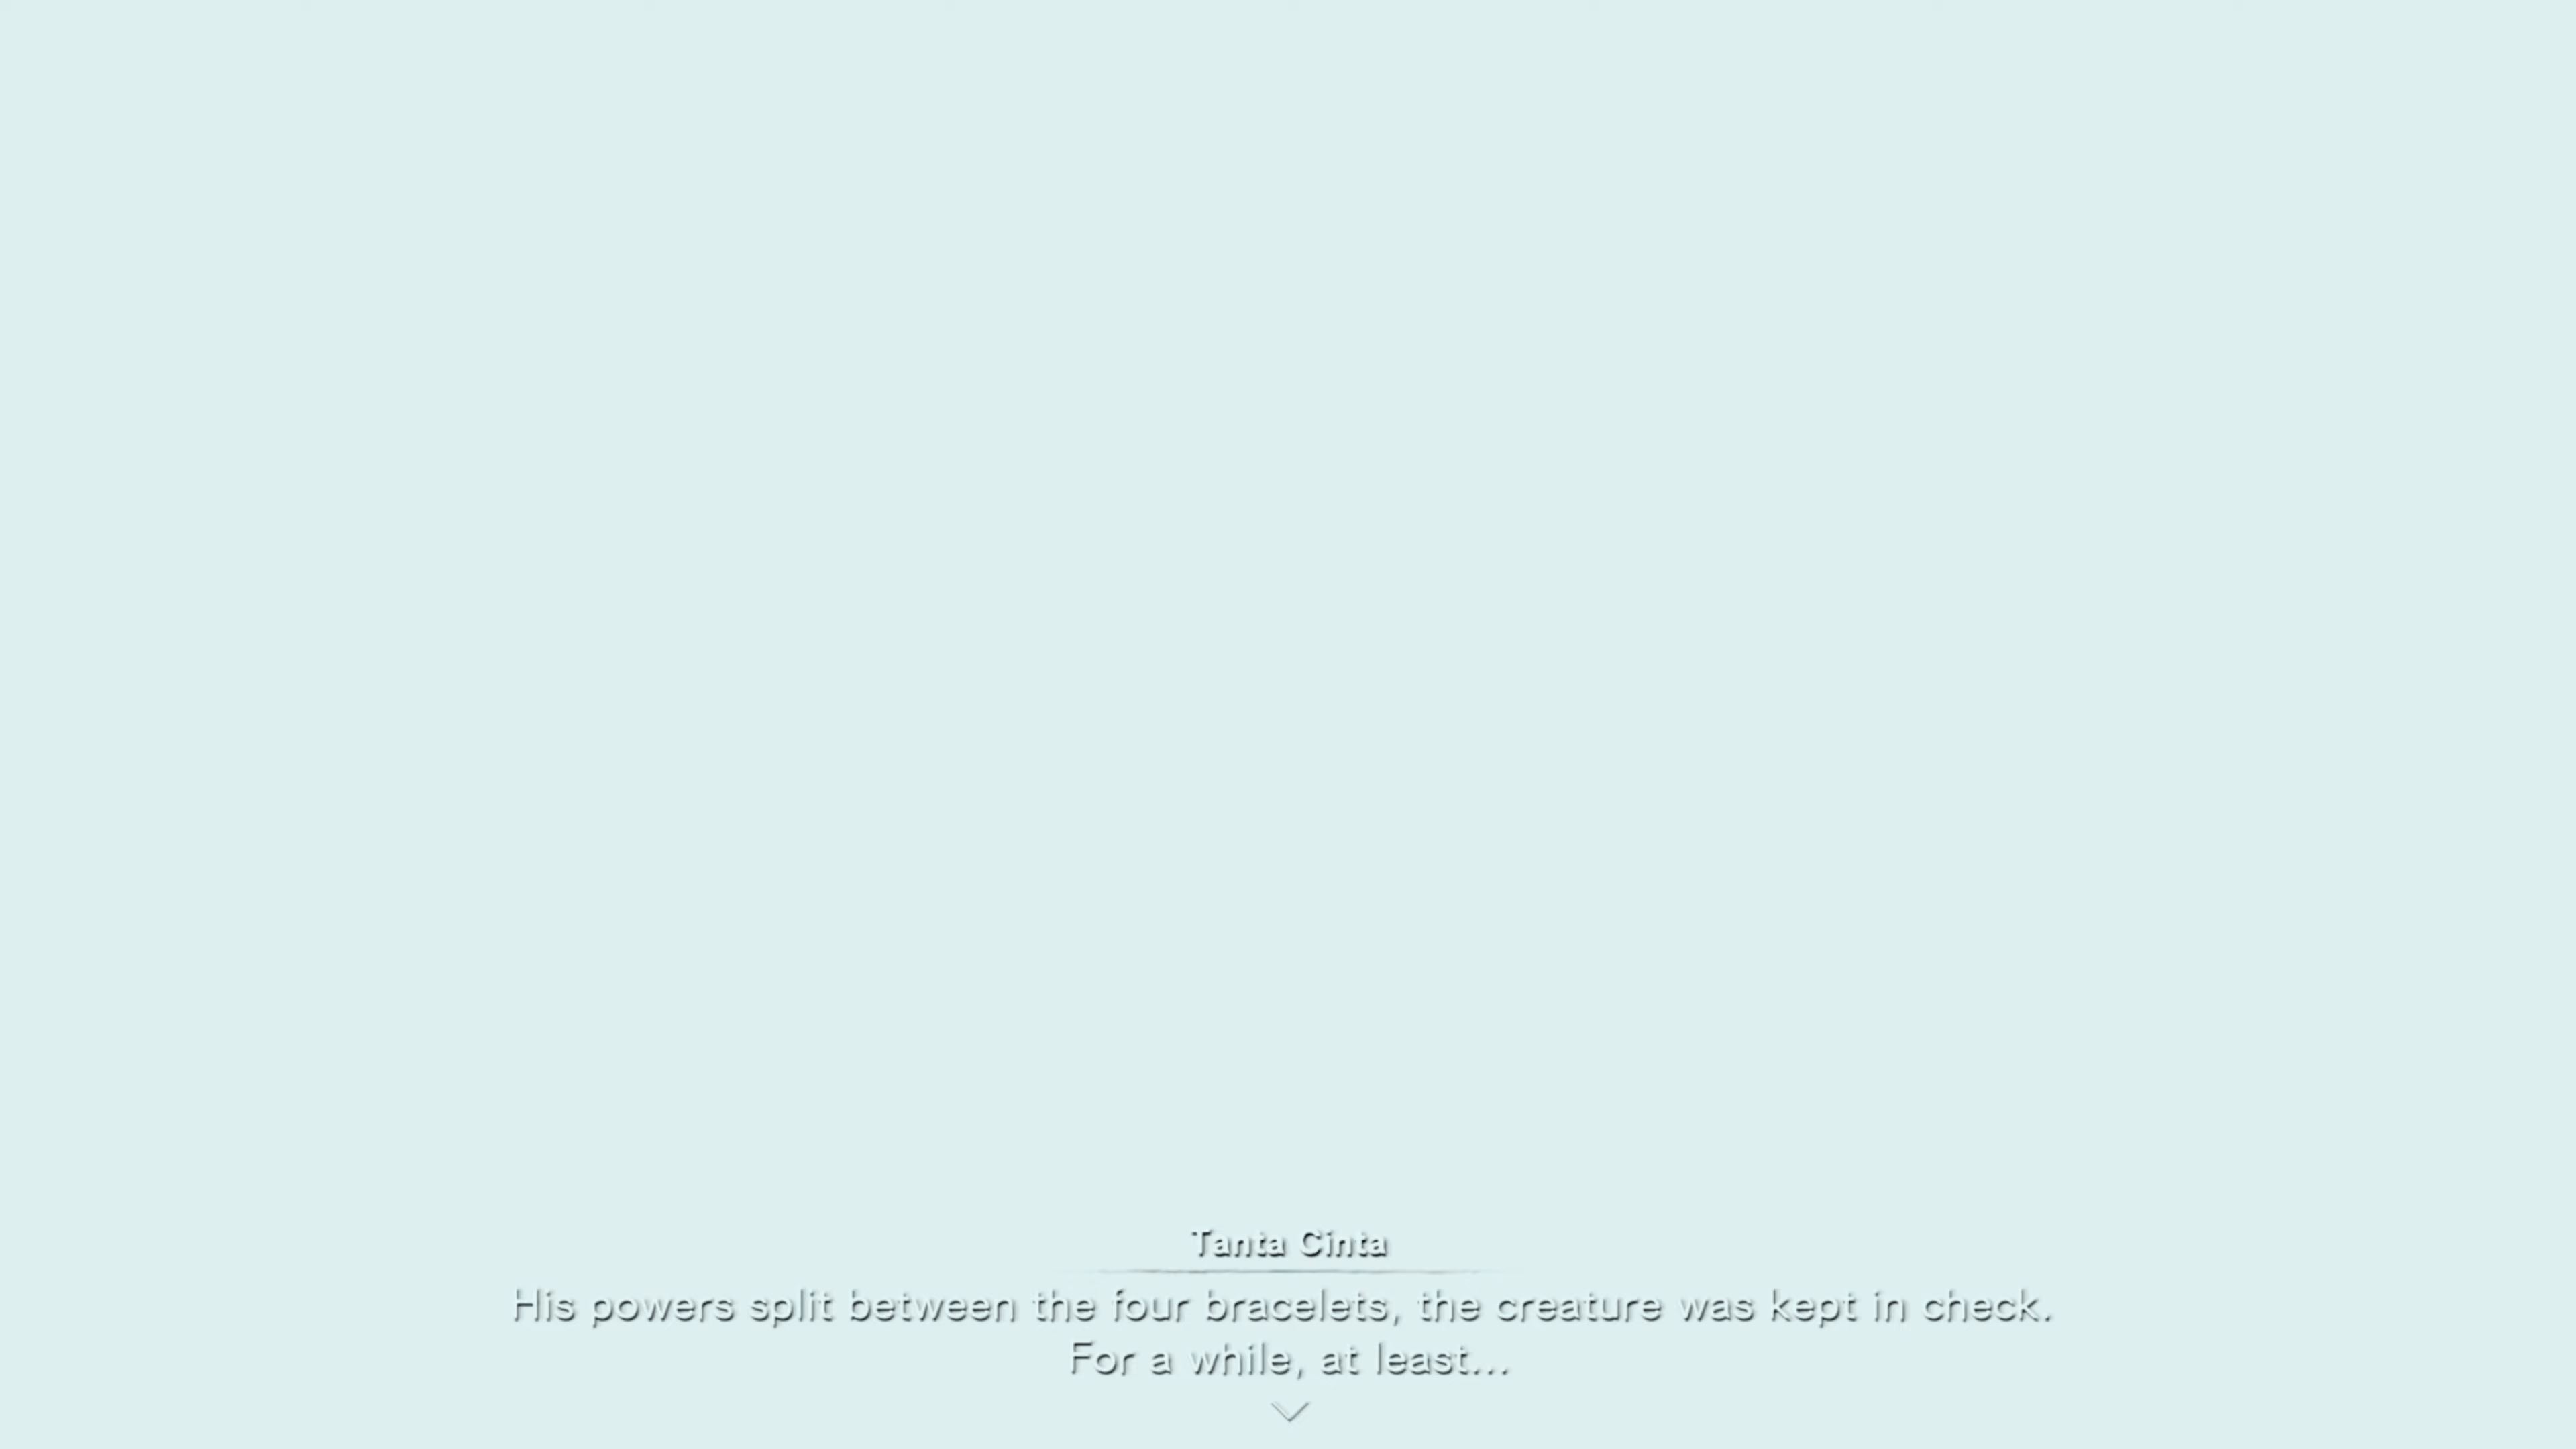 Tanta Cinta
His powers split between the four bracelets, the creature was kept in check.
For a while, at least...